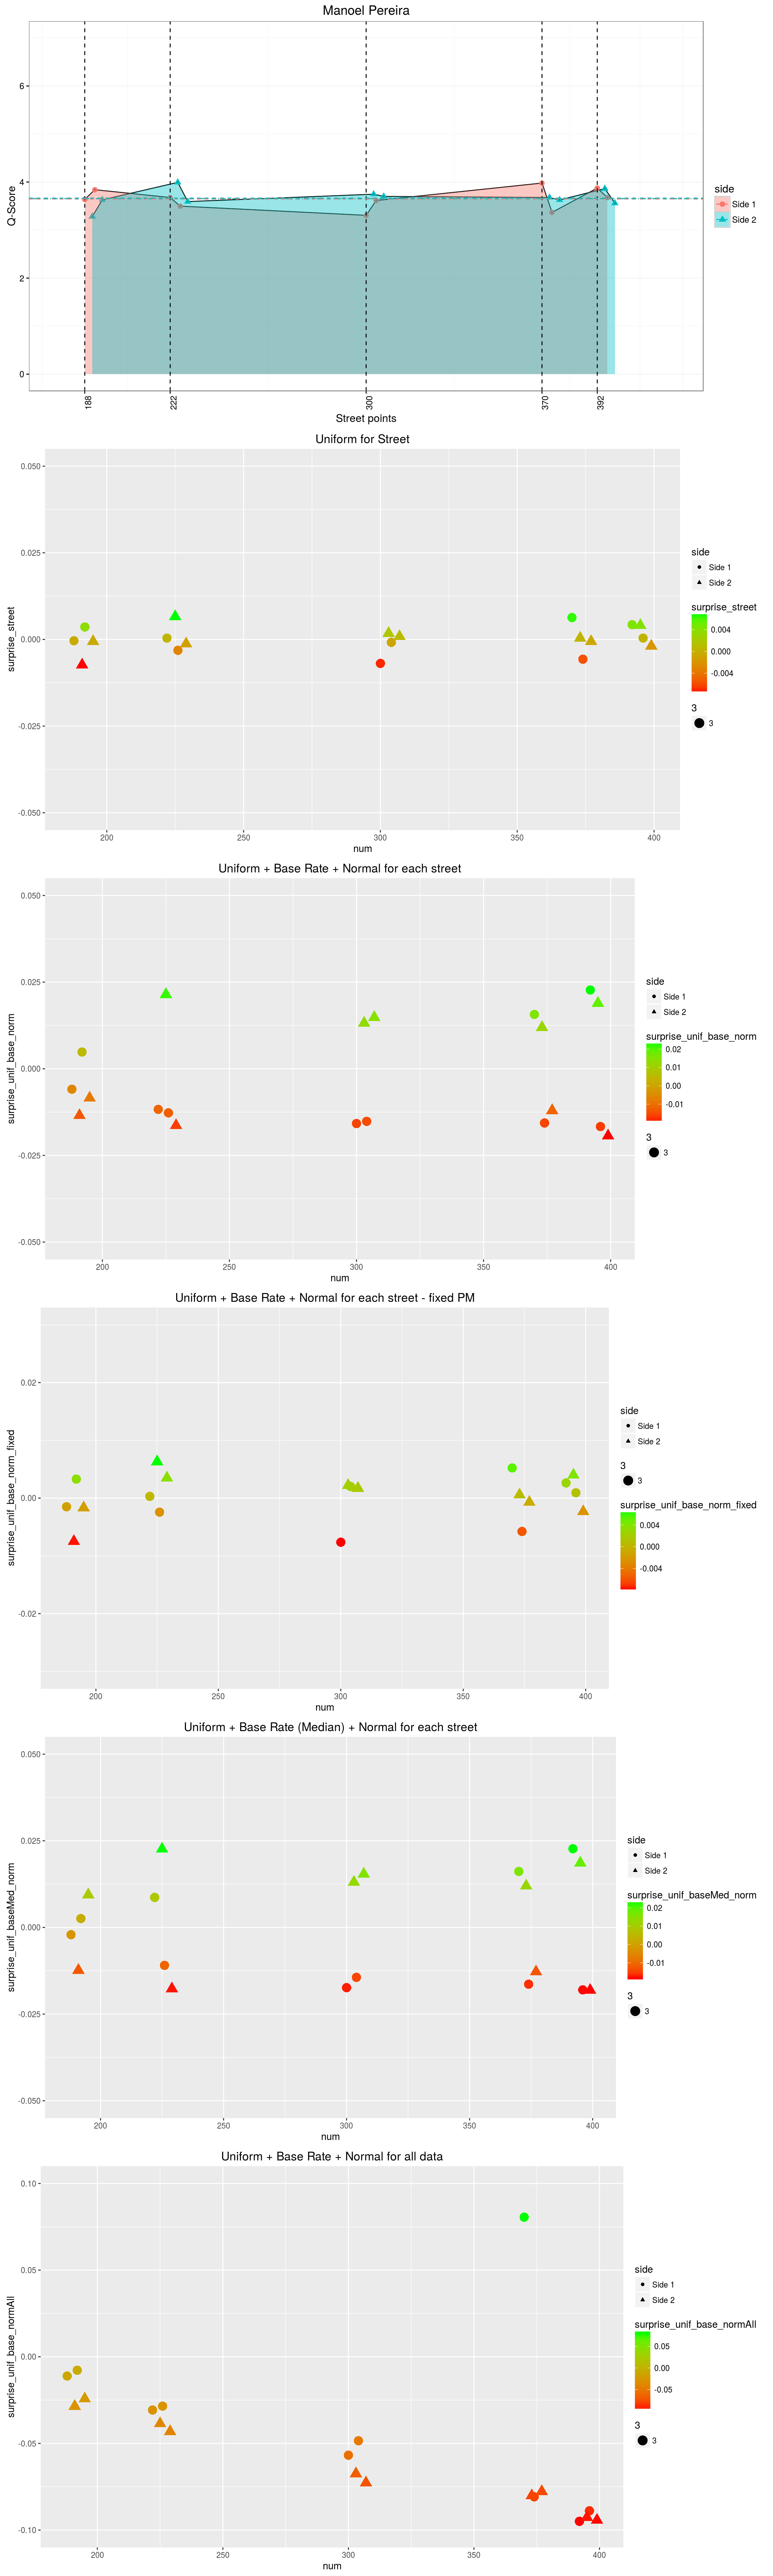 Manoel Pereira
6
4
2
0
Q-Score
188
222
300
370
392
Street points
side
Side 1
Side 2
Uniform for Street
0.050
0.025
0.000
-0.025
-0.050
surprise_street
200
250
300
350
400
num
side
Side 1
Side 2
surprise_street
0.004
0.000
-0.004
3
3
Uniform + Base Rate + Normal for each street
0.050
0.025
0.000
-0.025
-0.050
surprise_unif_base_norm
200
250
300
350
400
num
side
Side 1
Side 2
surprise_unif_base_norm
0.02
0.01
0.00
-0.01
3
3
Uniform + Base Rate + Normal for each street - fixed PM
0.02
0.00
-0.02
surprise_unif_base_norm_fixed
200
250
300
350
400
num
side
Side 1
Side 2
3
3
surprise_unif_base_norm_fixed
0.004
0.000
-0.004
Uniform + Base Rate (Median) + Normal for each street
0.050
0.025
0.000
-0.025
-0.050
surprise_unif_baseMed_norm
200
250
300
350
400
num
side
Side 1
Side 2
surprise_unif_baseMed_norm
0.02
0.01
0.00
-0.01
3
3
Uniform + Base Rate + Normal for all data
0.10
0.05
0.00
-0.05
-0.10
surprise_unif_base_normAll
200
250
300
350
400
num
side
Side 1
Side 2
surprise_unif_base_normAll
0.05
0.00
-0.05
3
3